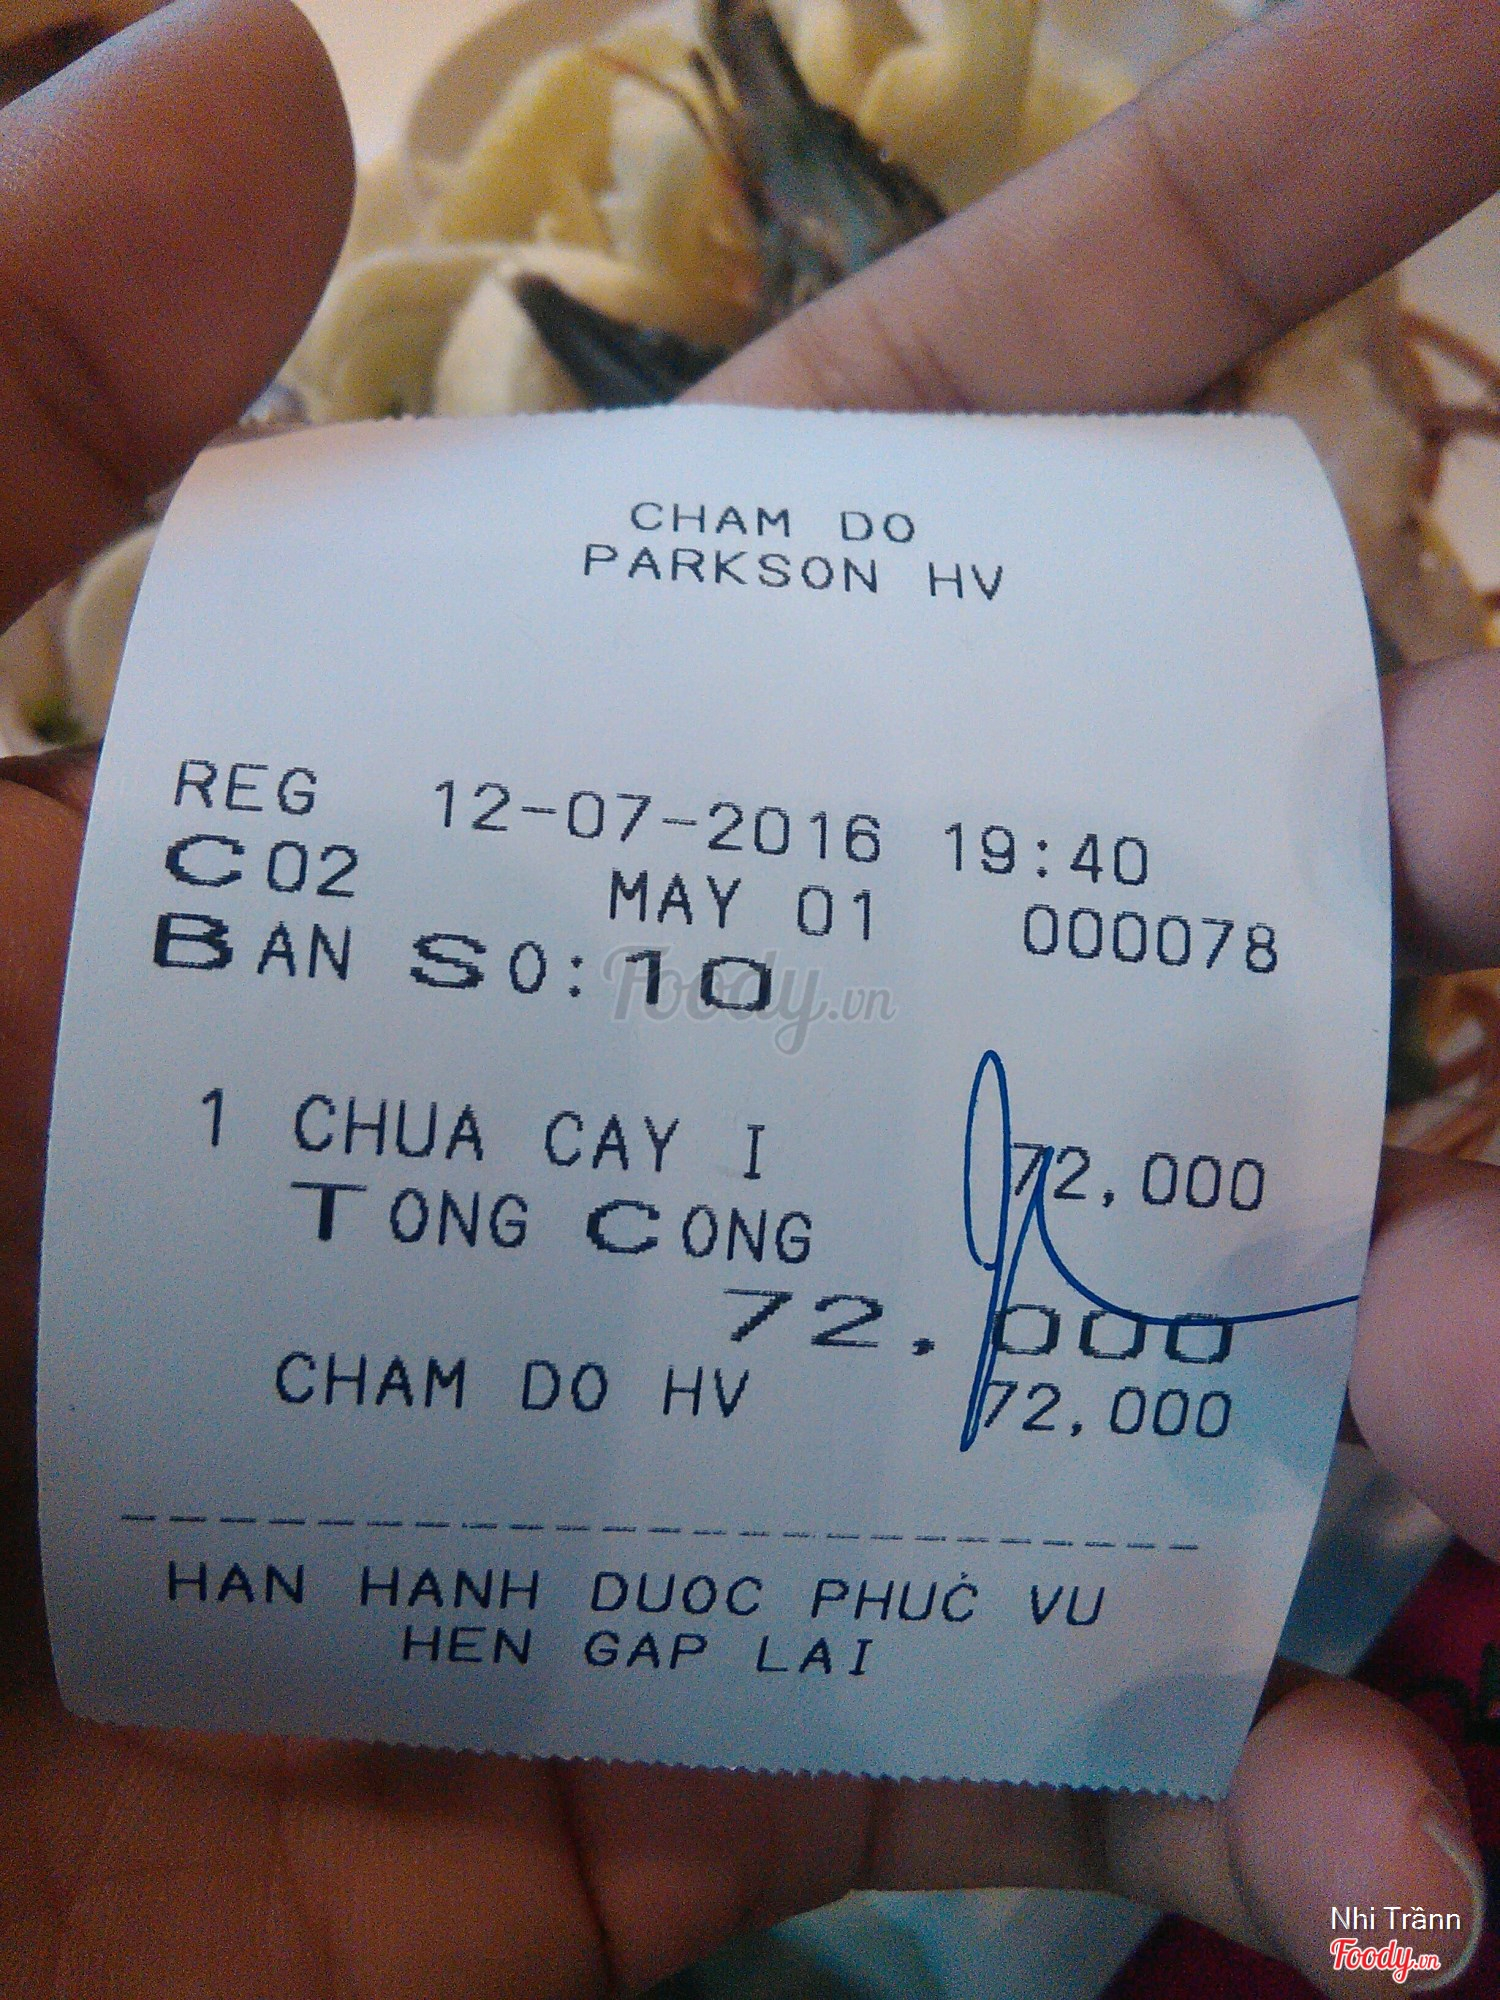 CHAM DO
PARKSON HV
REG 12-07-2016 19:40
C02 MAY 01 000078
BAN SO: 10
Foody.vn
1 CHUA CAY I 72,000
TONG CONG
72.000
CHAM DO HV 72,000
HAN HANH DUOC PHUC VU
HEN GAP LAI
Nhi Trầnn
Foody.vn